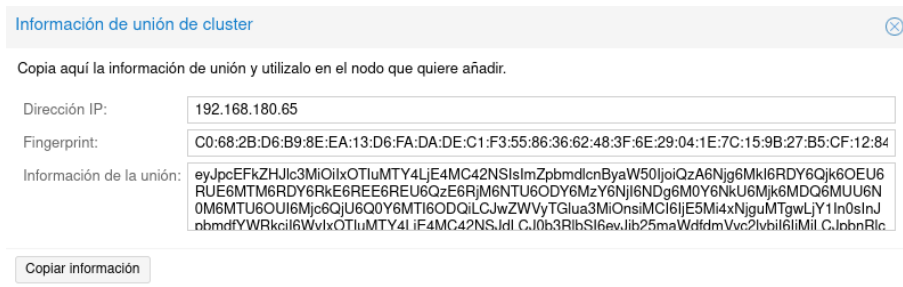 Información de unión de cluster
Copia aquí la información de unión y utilizalo en el nodo que quiere añadir.
Dirección IP: 192.168.180.65
Fingerprint: C0:68:2B:D6:B9:8E:EA:13:D6:FA:DA:DE:C1:F3:55:86:36:62:48:3F:6E:29:04:1E:7C:15:9B:27:B5:CF:12:84
Información de la unión: eyJpcEFkZHJlc3MiOiIxOTIuMTY4LjE4MC42NSIsImZpbmdlcnByaW50IjoiQzA6Njg6MkI6RDY6Qjk6OEU6
RUE6MTM6RDY6RkE6REE6REU6QzE6RjM6NTU6ODY6MzY6NjI6NDg6M0Y6NkU6Mjk6MDQ6MUU6N
0M6MTU6OUI6Mjc6QjU6Q0Y6MTI6ODQiLCJwZWVyTGlua3MiOnsiMCI6IjE5Mi4xNjguMTgwLjY1In0sInJ
Copiar información